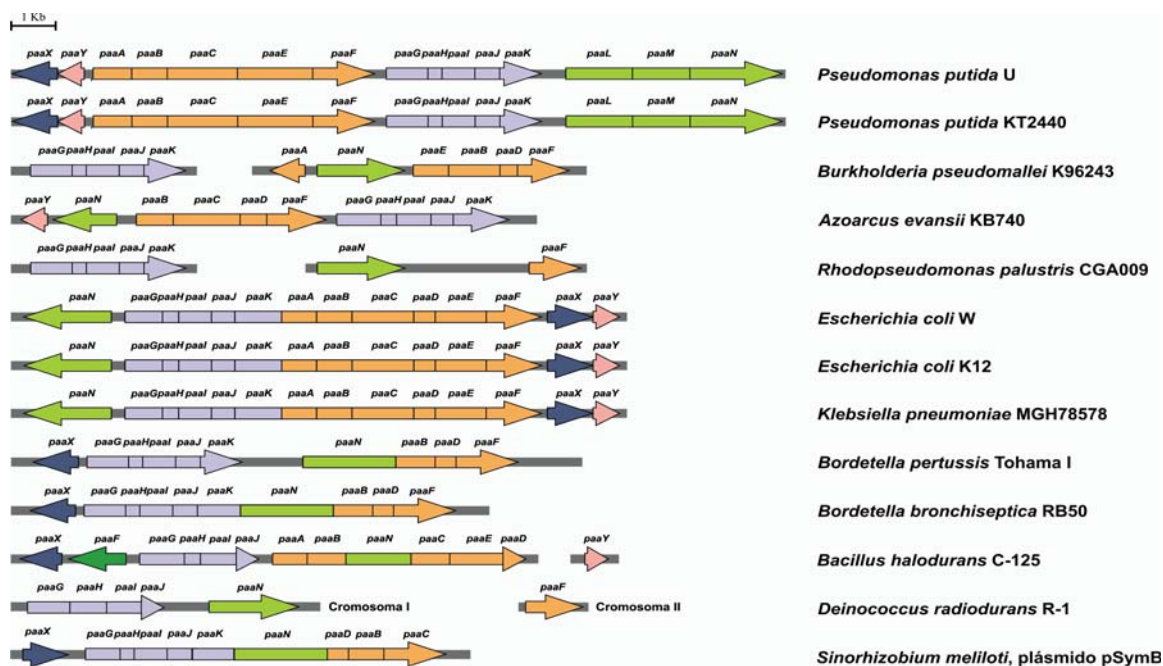 1 Kb
paaX paaY paaA paaB paaC paaE paaF paaG paaH paaI paaJ paaK paaL paaM paaN
Pseudomonas putida U
paaX paaY paaA paaB paaC paaE paaF paaG paaH paaI paaJ paaK paaL paaM paaN
Pseudomonas putida KT2440
paaG paaH paaI paaJ paaK paaA paaN paaE paaB paaD paaF
Burkholderia pseudomallei K96243
paaY paaN paaB paaC paaD paaF paaG paaH paaI paaJ paaK
Azoarcus evansii KB740
paaG paaH paaI paaJ paaK paaN paaF
Rhodopseudomonas palustris CGA009
paaN paaG paaH paaI paaJ paaK paaA paaB paaC paaD paaE paaF paaX paaY
Escherichia coli W
paaN paaG paaH paaI paaJ paaK paaA paaB paaC paaD paaE paaF paaX paaY
Escherichia coli K12
paaN paaG paaH paaI paaJ paaK paaA paaB paaC paaD paaE paaF paaX paaY
Klebsiella pneumoniae MGH78578
paaX paaG paaH paaI paaJ paaK paaN paaB paaD paaF
Bordetella pertussis Tohama I
paaX paaG paaH paaI paaJ paaK paaN paaB paaD paaF
Bordetella bronchiseptica RB50
paaX paaF paaG paaH paaI paaJ paaA paaB paaN paaC paaE paaD paaY
Bacillus halodurans C-125
paaG paaH paaI paaJ paaN paaF
Cromosoma I Cromosoma II
Deinococcus radiodurans R-1
paaX paaG paaH paaI paaJ paaK paaN paaD paaB paaC
Sinorhizobium meliloti, plásmido pSymB